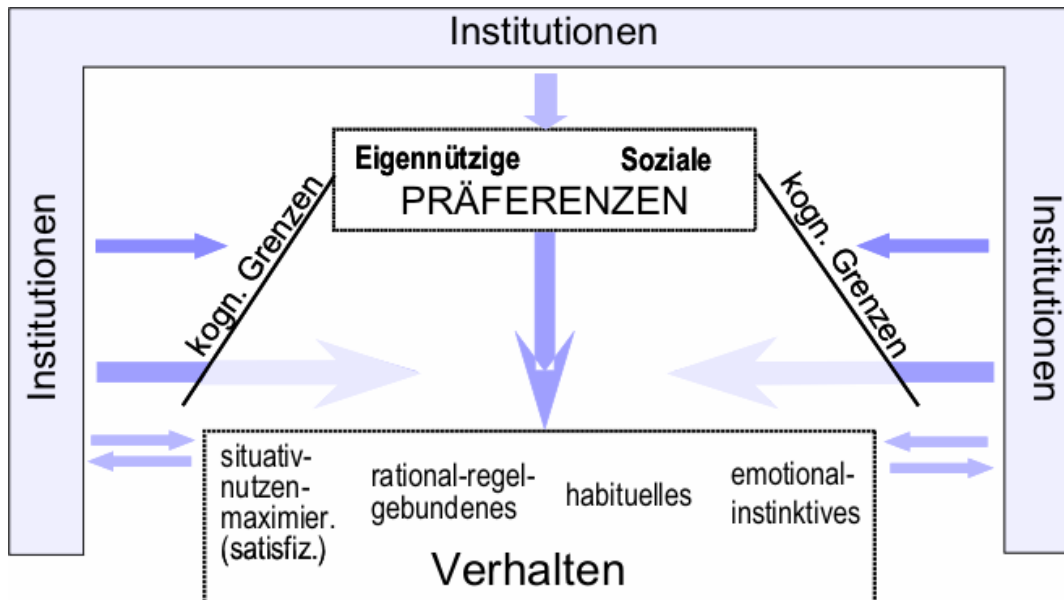 Institutionen
Institutionen
Eigennützige Soziale
PRÄFERENZEN
kogn. Grenzen
kogn. Grenzen
Institutionen
situativ-
nutzen-
maximier.
(satisfiz.)
rational-regel-
gebundenes
habituelles
emotional-
instinktives
Verhalten